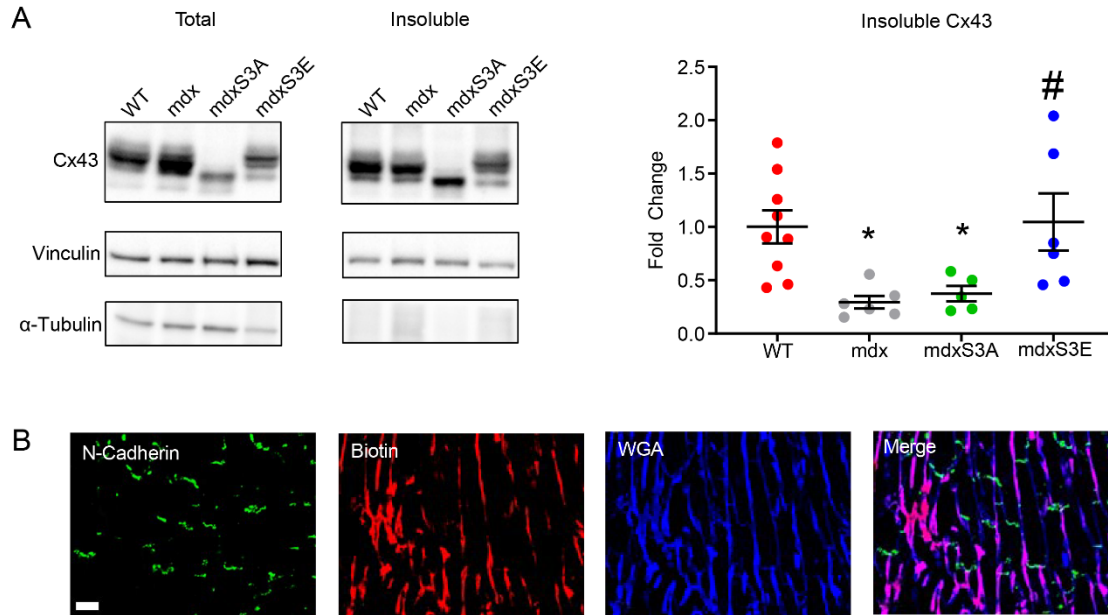 A
Total
Insoluble
WT
mdx
mdxS3A
mdxS3E
WT
mdx
mdxS3A
mdxS3E
Cx43
Vinculin
α-Tubulin
Insoluble Cx43
Fold Change
2.5
2.0
1.5
1.0
0.5
0.0
*
*
#
WT
mdx
mdxS3A
mdxS3E
B
N-Cadherin
Biotin
WGA
Merge